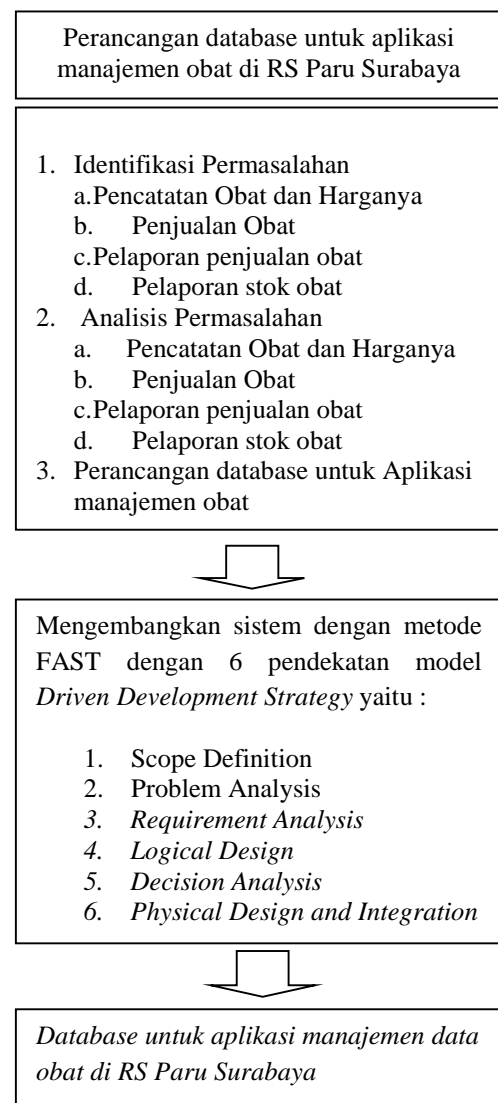 Perancangan database untuk aplikasi
manajemen obat di RS Paru Surabaya
1. Identifikasi Permasalahan
a.Pencatatan Obat dan Harganya
b. Penjualan Obat
c.Pelaporan penjualan obat
d. Pelaporan stok obat
2. Analisis Permasalahan
a. Pencatatan Obat dan Harganya
b. Penjualan Obat
c.Pelaporan penjualan obat
d. Pelaporan stok obat
3. Perancangan database untuk Aplikasi
manajemen obat
Mengembangkan sistem dengan metode
FAST dengan 6 pendekatan model
Driven Development Strategy yaitu :
1. Scope Definition
2. Problem Analysis
3. Requirement Analysis
4. Logical Design
5. Decision Analysis
6. Physical Design and Integration
Database untuk aplikasi manajemen data
obat di RS Paru Surabaya